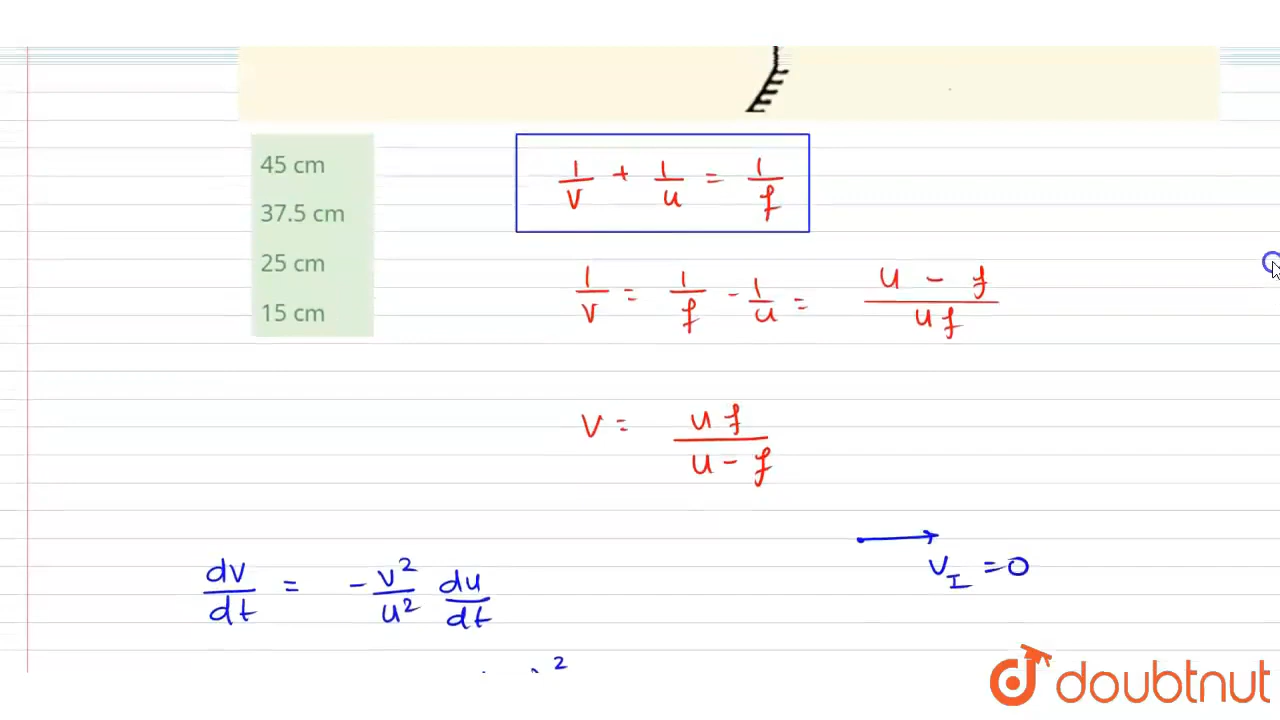 45 cm
37.5 cm
25 cm
15 cm
1/v + 1/u = 1/f
1/v = 1/f - 1/u = u - f / uf
v = uf / u - f
dv/dt = -v²/u² du/dt
V_I = 0
2
doubtnut